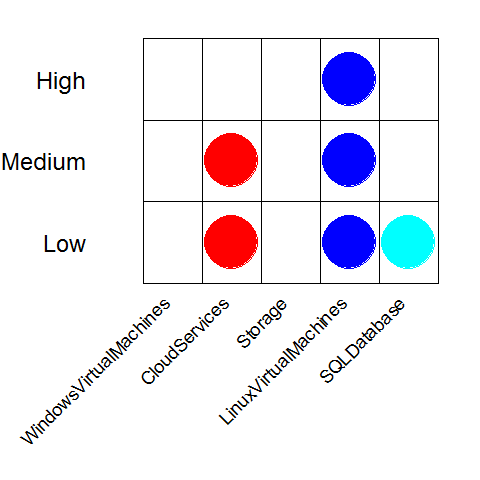 High
Medium
Low
WindowsVirtualMachines
CloudServices
Storage
LinuxVirtualMachines
SQLDatabase